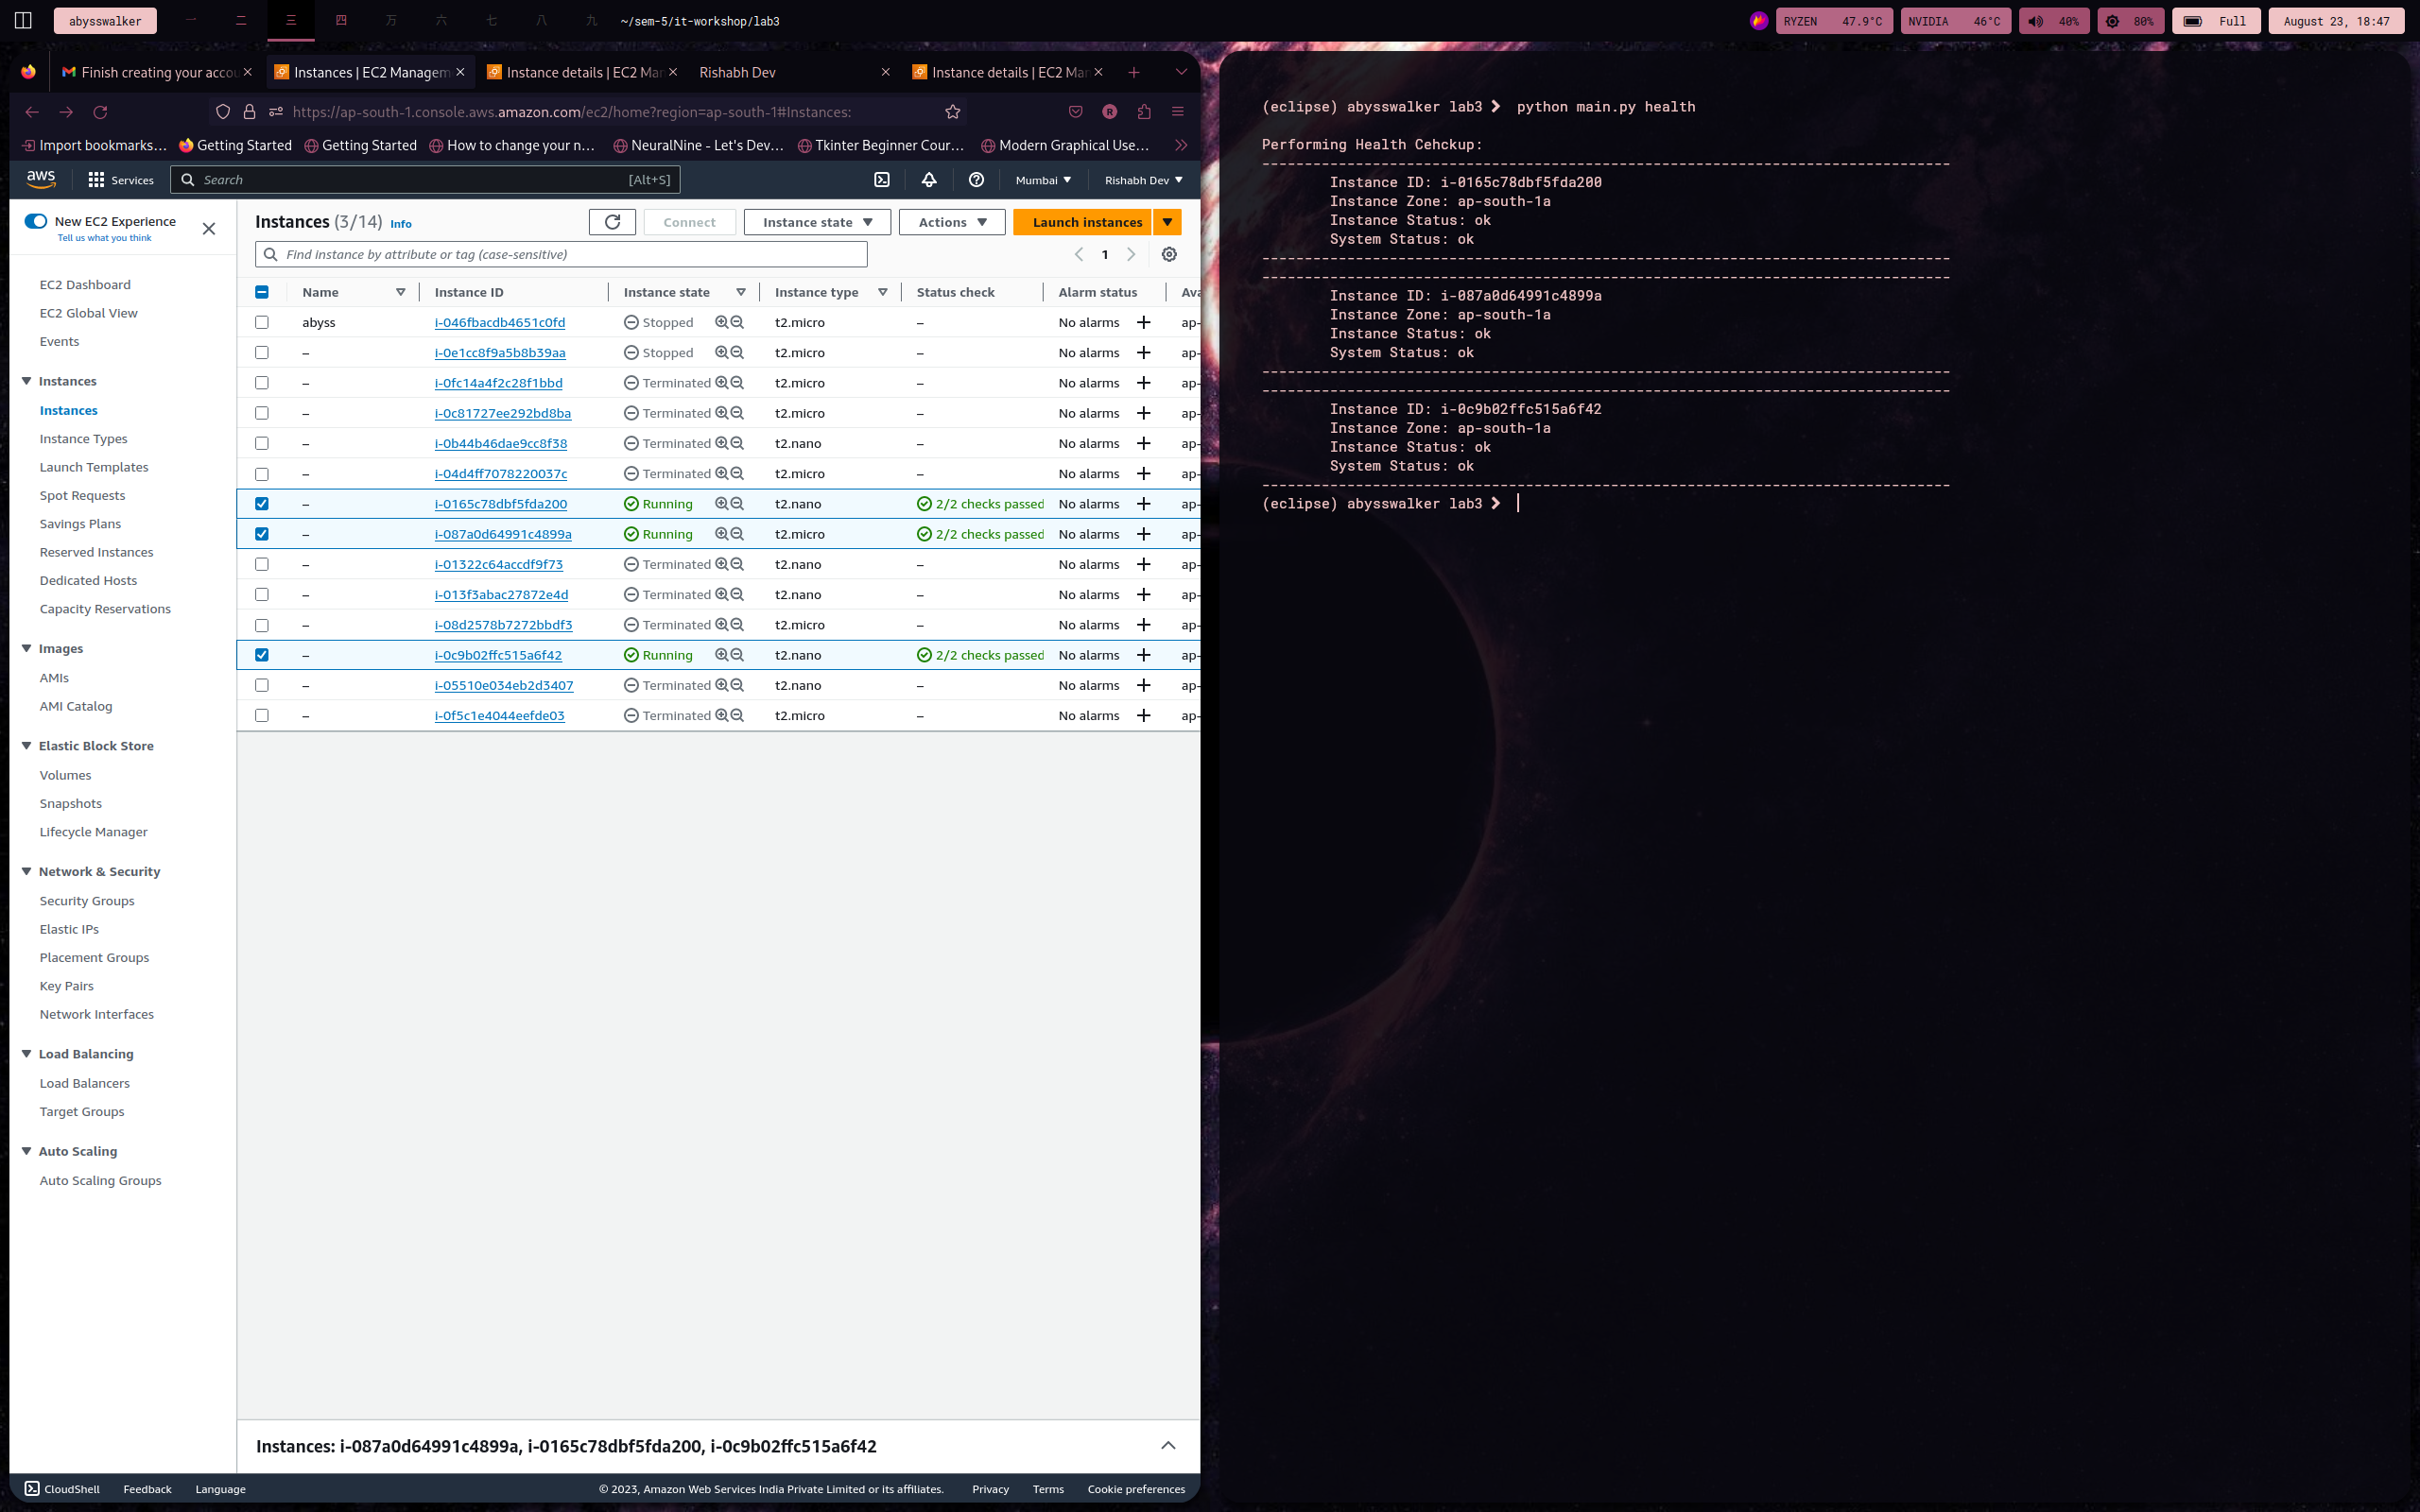 abysswalker 一 二 三 四 万 六 七 八 九 ~/sem-5/it-workshop/lab3 RYZEN 47.9°C NVIDIA 46°C 40% 80% Full August 23, 18:47
Finish creating your accou Instances | EC2 Managem Instance details | EC2 Ma Rishabh Dev Instance details | EC2 Ma
https://ap-south-1.console.aws.amazon.com/ec2/home?region=ap-south-1#Instances:
Import bookmarks... Getting Started Getting Started How to change your n... NeuralNine - Let's Dev... Tkinter Beginner Cour... Modern Graphical Use...
aws Services Search [Alt+S] Mumbai Rishabh Dev
New EC2 Experience
Tell us what you think
EC2 Dashboard
EC2 Global View
Events
Instances
Instances
Instance Types
Launch Templates
Spot Requests
Savings Plans
Reserved Instances
Dedicated Hosts
Capacity Reservations
Images
AMIs
AMI Catalog
Elastic Block Store
Volumes
Snapshots
Lifecycle Manager
Network & Security
Security Groups
Elastic IPs
Placement Groups
Key Pairs
Network Interfaces
Load Balancing
Load Balancers
Target Groups
Auto Scaling
Auto Scaling Groups
Instances (3/14) Info Connect Instance state Actions Launch instances
Find instance by attribute or tag (case-sensitive) 1
Name Instance ID Instance state Instance type Status check Alarm status Ava
abyss i-046fbacdb4651c0fd Stopped t2.micro – No alarms + ap-
– i-0e1cc8f9a5b8b39aa Stopped t2.micro – No alarms + ap-
– i-0fc14a4f2c28f1bbd Terminated t2.micro – No alarms + ap-
– i-0c81727ee292bd8ba Terminated t2.micro – No alarms + ap-
– i-0b44b46dae9cc8f38 Terminated t2.nano – No alarms + ap-
– i-04d4ff7078220037c Terminated t2.micro – No alarms + ap-
– i-0165c78dbf5fda200 Running t2.nano 2/2 checks passed No alarms + ap-
– i-087a0d64991c4899a Running t2.micro 2/2 checks passed No alarms + ap-
– i-01322c64accdf9f73 Terminated t2.nano – No alarms + ap-
– i-013f3abac27872e4d Terminated t2.nano – No alarms + ap-
– i-08d2578b7272bbdf3 Terminated t2.micro – No alarms + ap-
– i-0c9b02ffc515a6f42 Running t2.nano 2/2 checks passed No alarms + ap-
– i-05510e034eb2d3407 Terminated t2.nano – No alarms + ap-
– i-0f5c1e4044eefde03 Terminated t2.micro – No alarms + ap-
Instances: i-087a0d64991c4899a, i-0165c78dbf5fda200, i-0c9b02ffc515a6f42
CloudShell Feedback Language © 2023, Amazon Web Services India Private Limited or its affiliates. Privacy Terms Cookie preferences
(eclipse) abysswalker lab3 ❯ python main.py health
Performing Health Cehckup:
---------------------------------------------------------------------------------
Instance ID: i-0165c78dbf5fda200
Instance Zone: ap-south-1a
Instance Status: ok
System Status: ok
---------------------------------------------------------------------------------
---------------------------------------------------------------------------------
Instance ID: i-087a0d64991c4899a
Instance Zone: ap-south-1a
Instance Status: ok
System Status: ok
---------------------------------------------------------------------------------
---------------------------------------------------------------------------------
Instance ID: i-0c9b02ffc515a6f42
Instance Zone: ap-south-1a
Instance Status: ok
System Status: ok
---------------------------------------------------------------------------------
(eclipse) abysswalker lab3 ❯